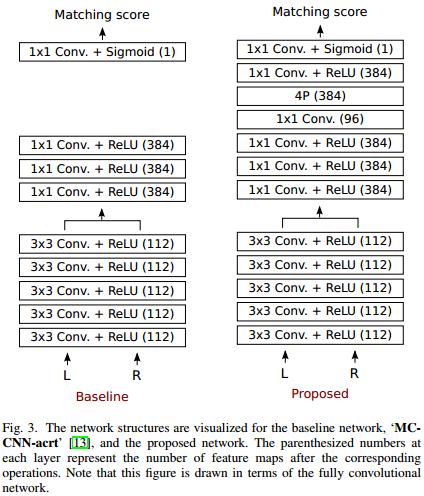 Matching score
1x1 Conv. + Sigmoid (1)
1x1 Conv. + ReLU (384)
1x1 Conv. + ReLU (384)
1x1 Conv. + ReLU (384)
3x3 Conv. + ReLU (112)
3x3 Conv. + ReLU (112)
3x3 Conv. + ReLU (112)
3x3 Conv. + ReLU (112)
3x3 Conv. + ReLU (112)
L R
Baseline
Matching score
1x1 Conv. + Sigmoid (1)
1x1 Conv. + ReLU (384)
4P (384)
1x1 Conv. (96)
1x1 Conv. + ReLU (384)
1x1 Conv. + ReLU (384)
1x1 Conv. + ReLU (384)
3x3 Conv. + ReLU (112)
3x3 Conv. + ReLU (112)
3x3 Conv. + ReLU (112)
3x3 Conv. + ReLU (112)
3x3 Conv. + ReLU (112)
L R
Proposed
Fig. 3. The network structures are visualized for the baseline network, ‘MC-
CNN-acrt’ [13], and the proposed network. The parenthesized numbers at
each layer represent the number of feature maps after the corresponding
operations. Note that this figure is drawn in terms of the fully convolutional
network.